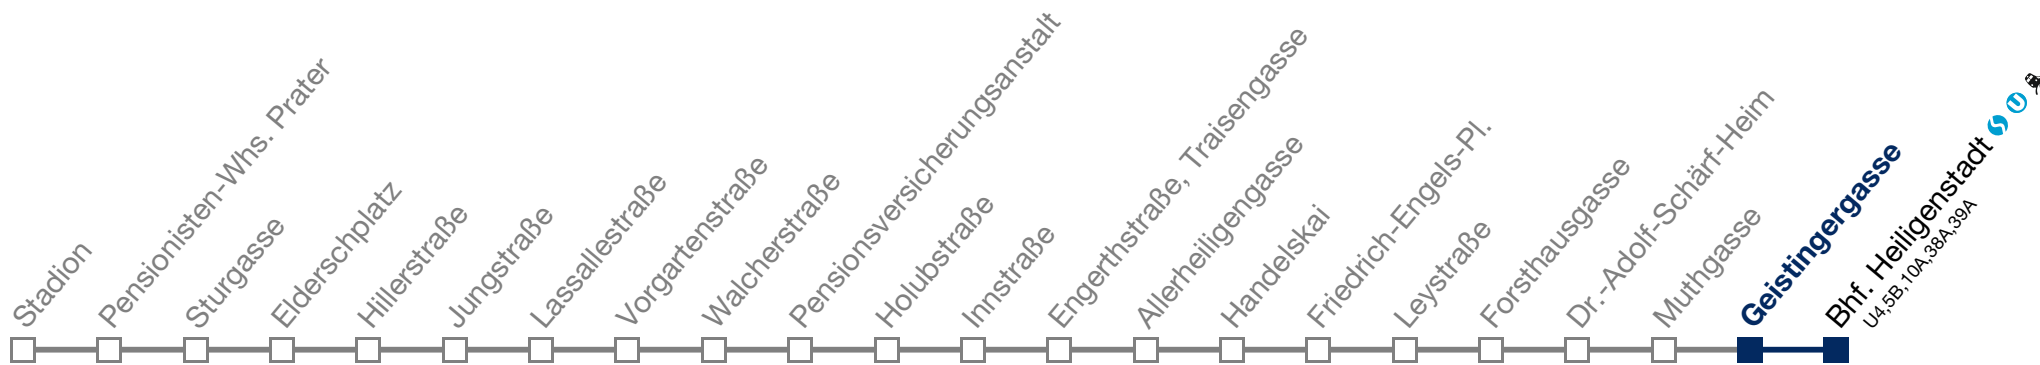 Stadion
Pensionisten-Whs. Prater
Sturgasse
Elderschplatz
Hillerstraße
Jungstraße
Lassallestraße
Vorgartenstraße
Walcherstraße
Pensionsversicherungsanstalt
Holubstraße
Innstraße
Engerthstraße, Traisengasse
Allerheiligengasse
Handelskai
Friedrich-Engels-Pl.
Leystraße
Forsthausgasse
Dr.-Adolf-Schärf-Heim
Muthgasse
Geistingergasse
Bhf. Heiligenstadt
U4,5B,10A,38A,39A